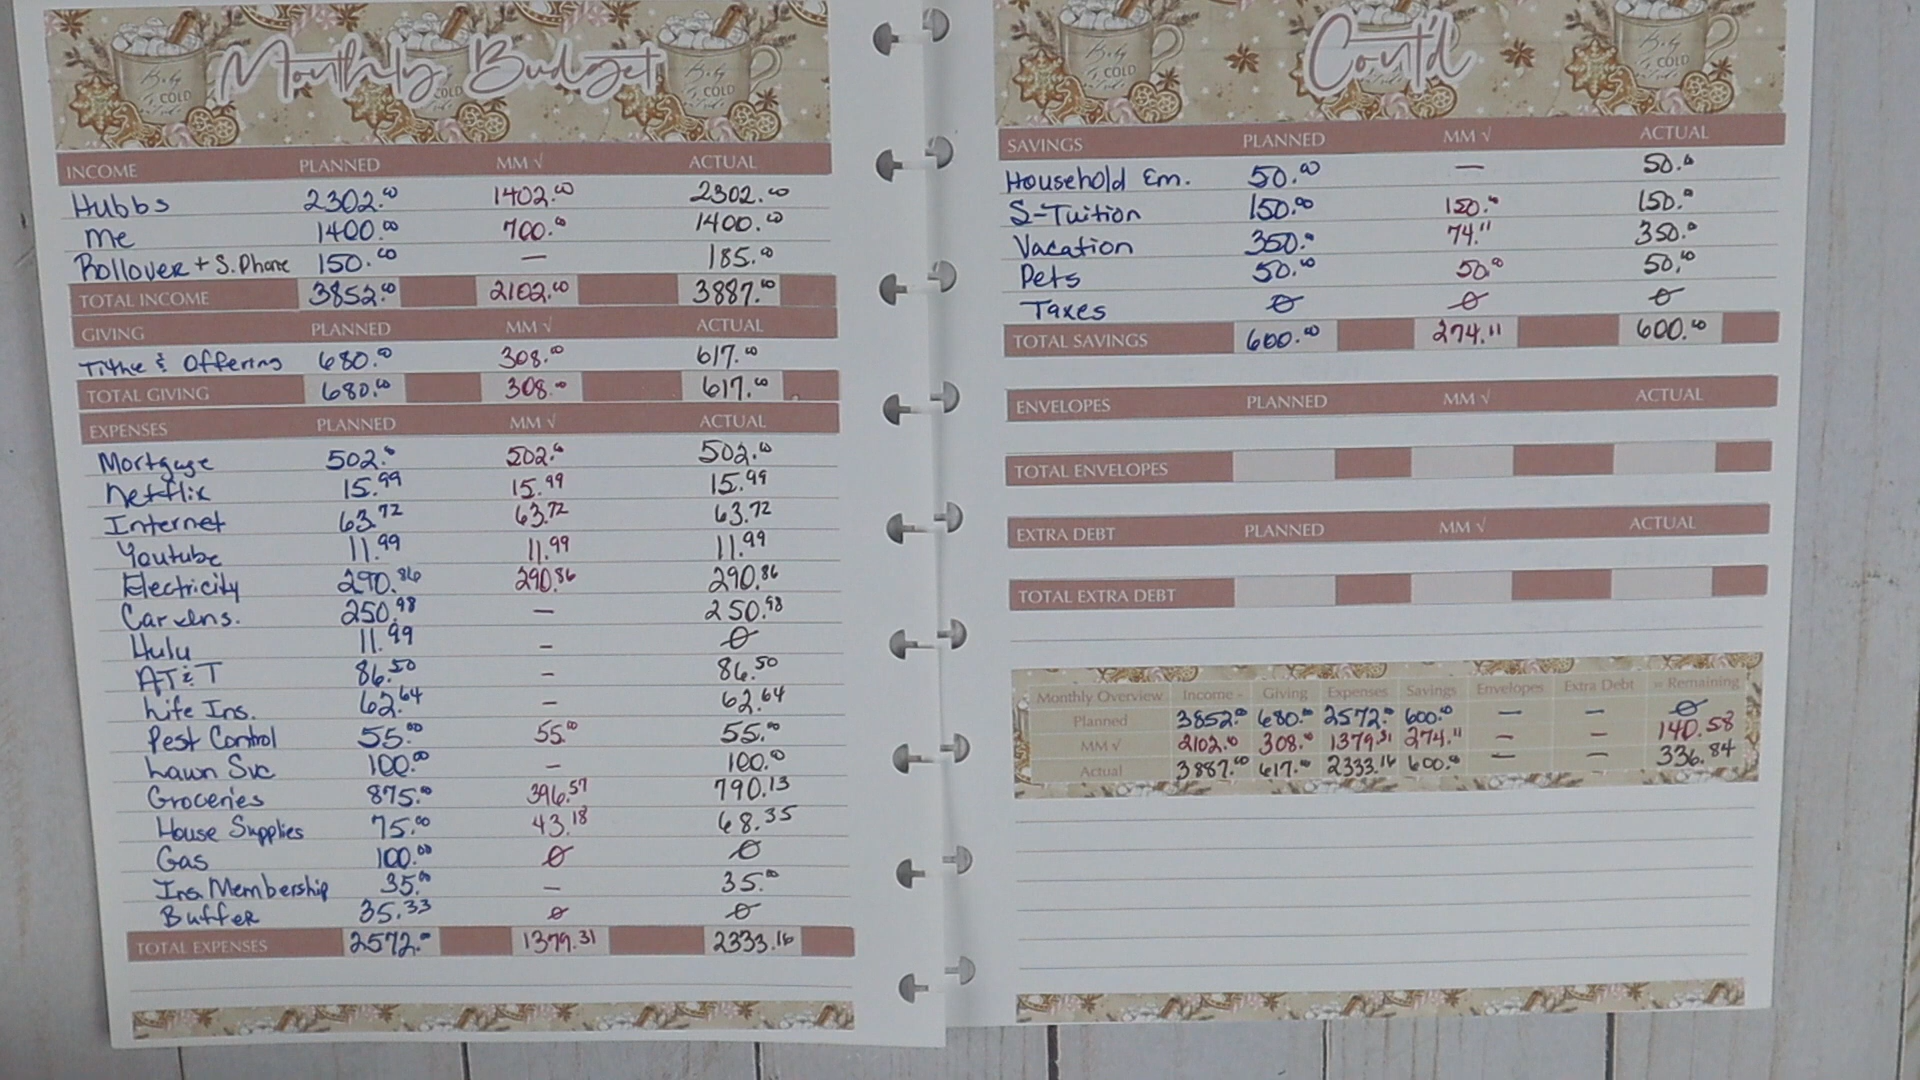 Monthly Budget
INCOME PLANNED MM √ ACTUAL
Hubbs 2302.00 1402.00 2302.00
Me 1400.00 700.00 1400.00
Rollover + S. Phone 150.00 — 185.00
TOTAL INCOME 3852.00 2102.00 3887.00
GIVING PLANNED MM √ ACTUAL
Tithe & Offering 680.00 308.00 617.00
TOTAL GIVING 680.00 308.00 617.00
EXPENSES PLANNED MM √ ACTUAL
Mortgage 502.00 502.00 502.00
Netflix 15.99 15.99 15.99
Internet 63.72 63.72 63.72
Youtube 11.99 11.99 11.99
Electricity 290.86 290.86 290.86
Car Ins. 250.98 — 250.98
Hulu 11.99 — 0
AT&T 86.50 — 86.50
Life Ins. 62.64 — 62.64
Pest Control 55.00 55.00 55.00
Lawn Svc 100.00 — 100.00
Groceries 875.00 396.57 790.13
House Supplies 75.00 43.18 68.35
Gas 100.00 0 0
Ins. Membership 35.00 — 35.00
Buffer 35.33 0 0
TOTAL EXPENSES 2572.00 1379.31 2333.16
Cont'd
SAVINGS PLANNED MM √ ACTUAL
Household Em. 50.00 — 50.00
S-Tuition 150.00 150.00 150.00
Vacation 350.00 74.11 350.00
Pets 50.00 50.00 50.00
Taxes 0 0 0
TOTAL SAVINGS 600.00 274.11 600.00
ENVELOPES PLANNED MM √ ACTUAL
TOTAL ENVELOPES
EXTRA DEBT PLANNED MM √ ACTUAL
TOTAL EXTRA DEBT
Monthly Overview Income - Giving Expenses Savings Envelopes Extra Debt = Remaining
Planned 3852.00 680.00 2572.00 600.00 — — 0
MM √ 2102.00 308.00 1379.31 274.11 — — 140.58
Actual 3887.00 617.00 2333.16 600.00 — — 336.84